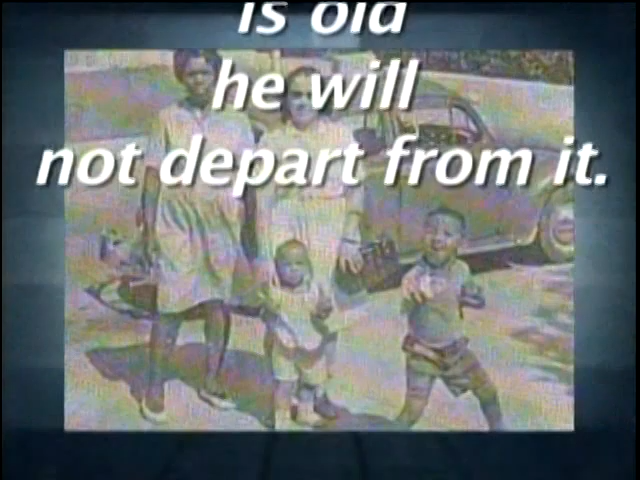 is old
he will
not depart from it.